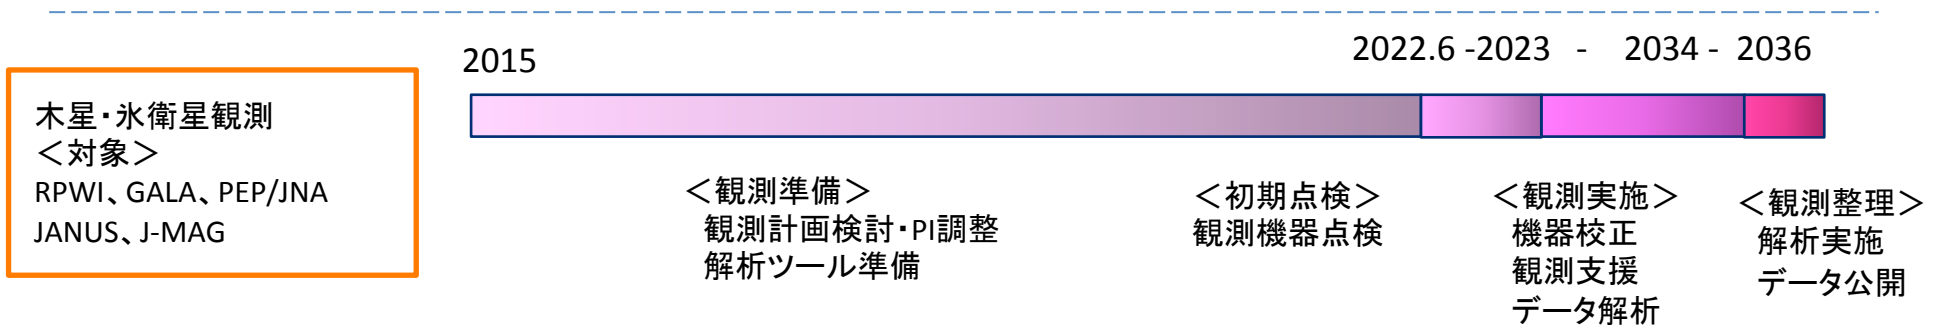 2015
2022.6 -2023 - 2034 - 2036
木星・氷衛星観測
＜対象＞
RPWI、GALA、PEP/JNA
JANUS、J-MAG
＜観測準備＞
観測計画検討・PI調整
解析ツール準備
＜初期点検＞
観測機器点検
＜観測実施＞
機器校正
観測支援
データ解析
＜観測整理＞
解析実施
データ公開